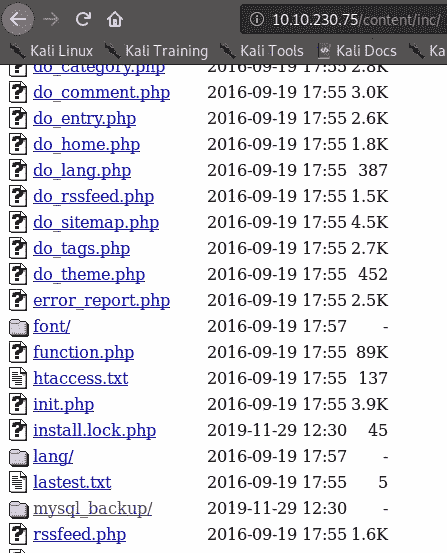 10.10.230.75/content/inc/
Kali Linux Kali Training Kali Tools Kali Docs Ka
do_category.php 2016-09-19 17:55 2.8K
do_comment.php 2016-09-19 17:55 3.0K
do_entry.php 2016-09-19 17:55 2.6K
do_home.php 2016-09-19 17:55 1.8K
do_lang.php 2016-09-19 17:55 387
do_rssfeed.php 2016-09-19 17:55 1.5K
do_sitemap.php 2016-09-19 17:55 4.5K
do_tags.php 2016-09-19 17:55 2.7K
do_theme.php 2016-09-19 17:55 452
error_report.php 2016-09-19 17:55 2.5K
font/ 2016-09-19 17:57 -
function.php 2016-09-19 17:55 89K
htaccess.txt 2016-09-19 17:55 137
init.php 2016-09-19 17:55 3.9K
install.lock.php 2019-11-29 12:30 45
lang/ 2016-09-19 17:57 -
lastest.txt 2016-09-19 17:55 5
mysql_backup/ 2019-11-29 12:30 -
rssfeed.php 2016-09-19 17:55 1.6K